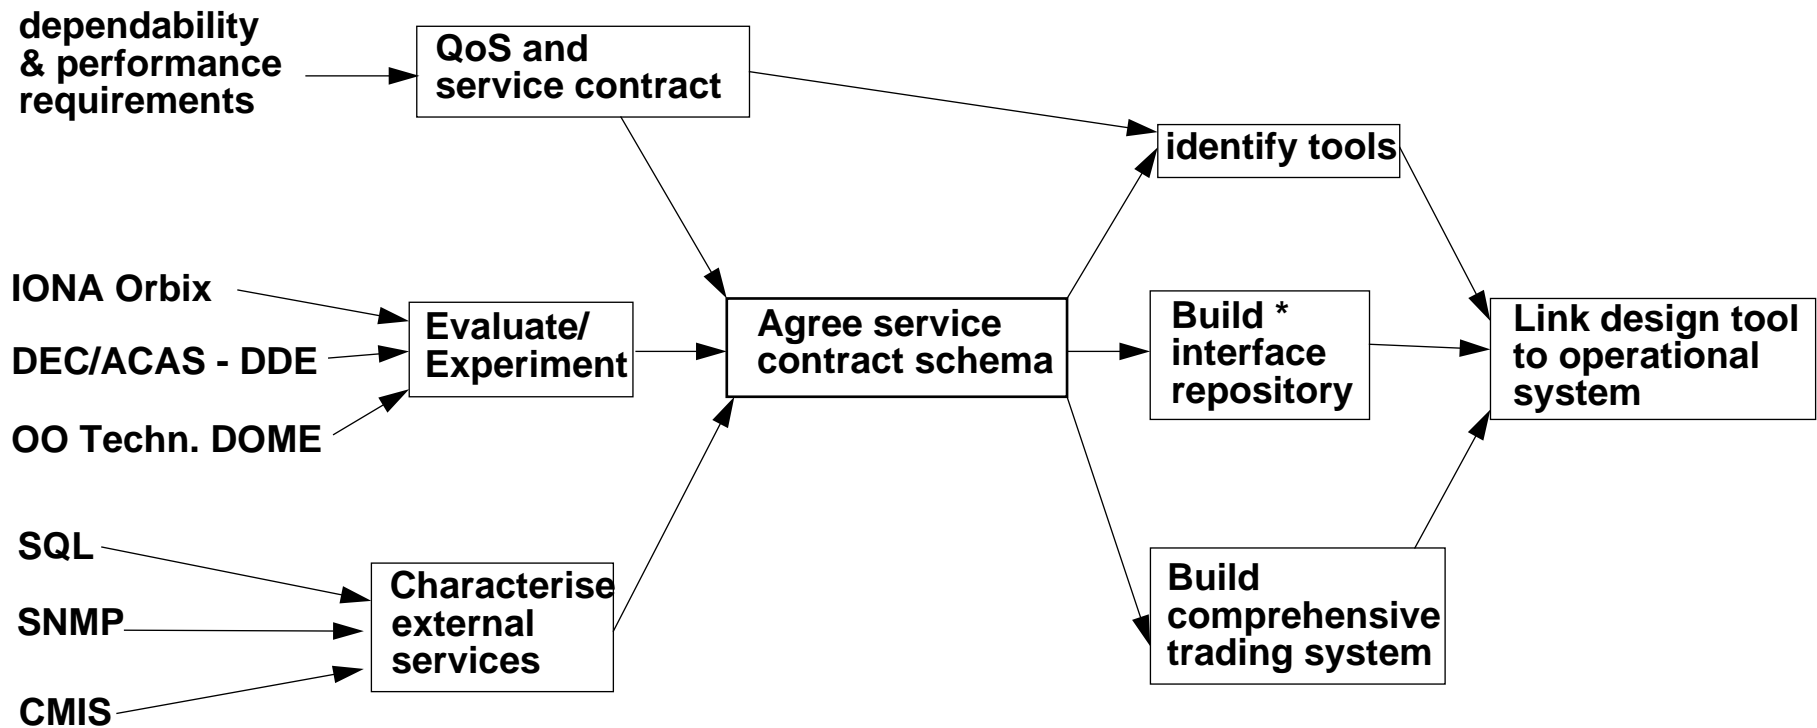 dependability
& performance
requirements
QoS and
service contract
identify tools
IONA Orbix
DEC/ACAS - DDE
OO Techn. DOME
Evaluate/
Experiment
Agree service
contract schema
Build *
interface
repository
Link design tool
to operational
system
SQL
SNMP
CMIS
Characterise
external
services
Build
comprehensive
trading system